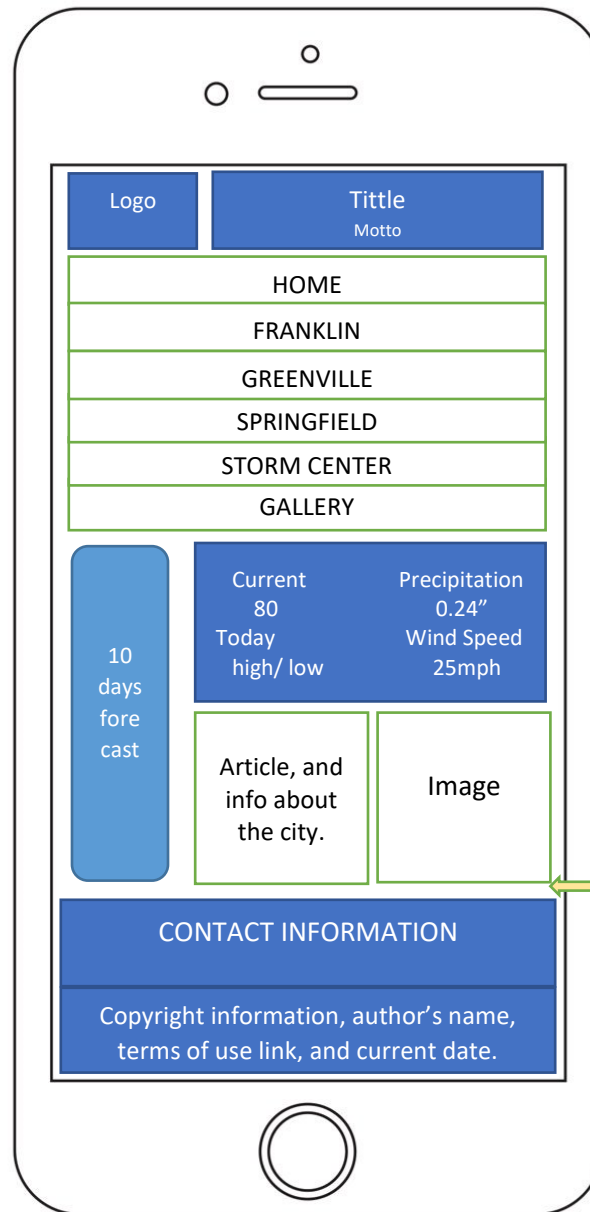 Logo
Tittle
Motto
HOME
FRANKLIN
GREENVILLE
SPRINGFIELD
STORM CENTER
GALLERY
10
days
fore
cast
Current
80
Today
high/ low
Precipitation
0.24”
Wind Speed
25mph
Article, and
info about
the city.
Image
CONTACT INFORMATION
Copyright information, author’s name,
terms of use link, and current date.